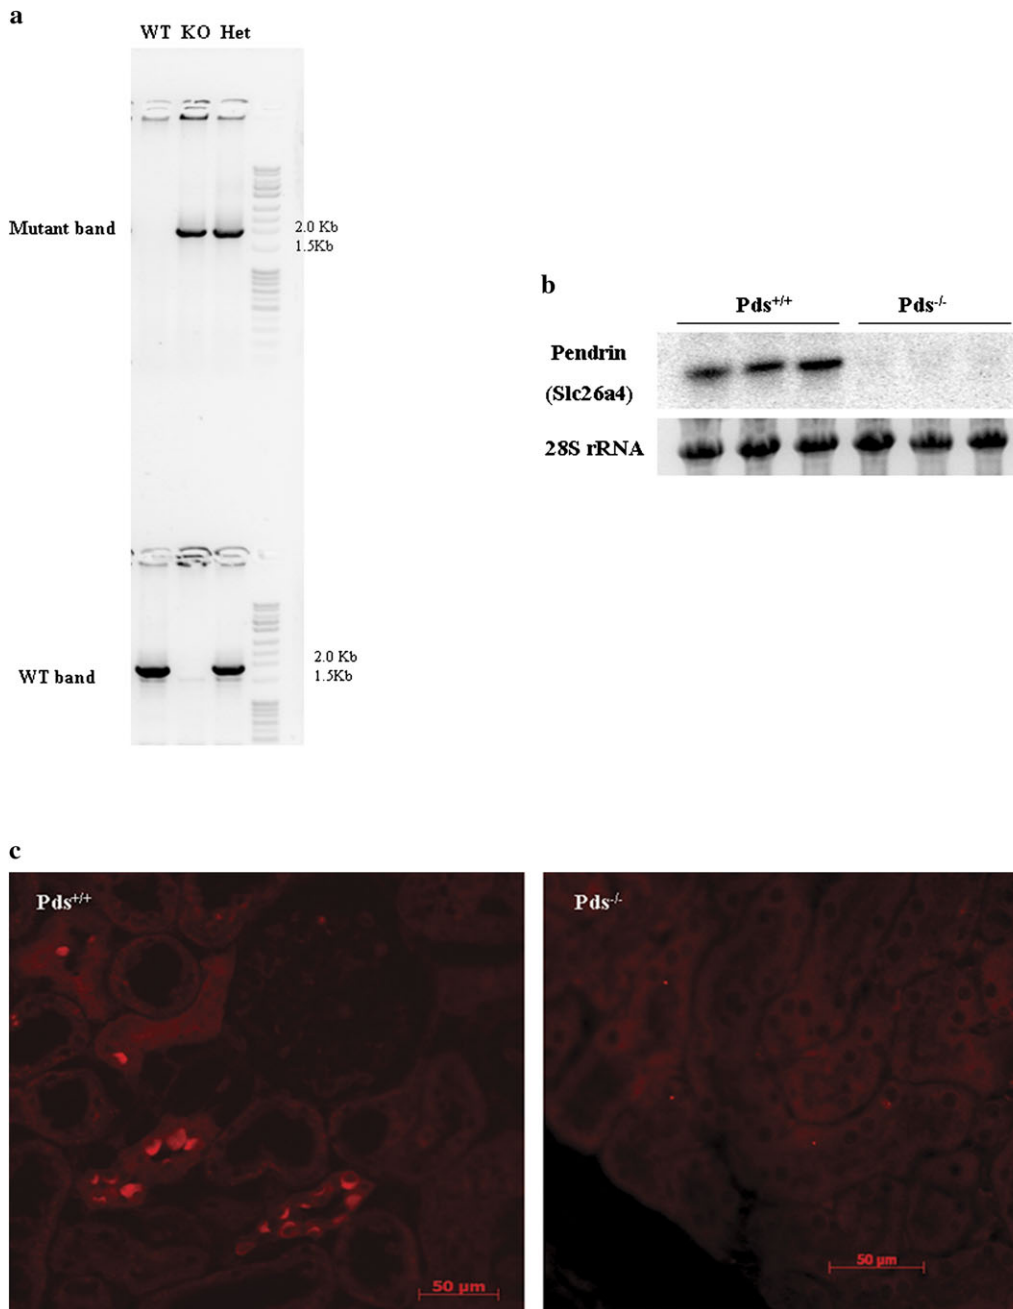 a
WT KO Het
Mutant band
2.0 Kb
1.5Kb
WT band
2.0 Kb
1.5Kb
b
Pds+/+ Pds-/-
Pendrin
(Slc26a4)
28S rRNA
c
Pds+/+
50 µm
Pds-/-
50 µm